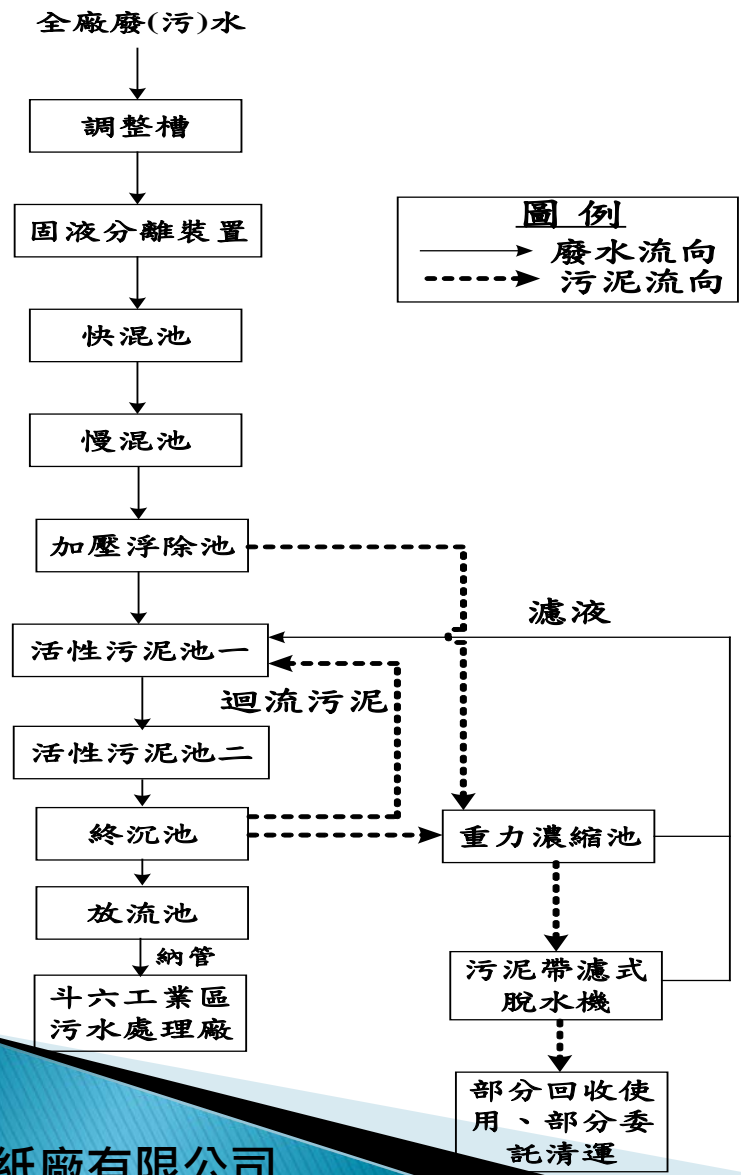 全廠廢(污)水
調整槽
固液分離裝置
快混池
慢混池
加壓浮除池
活性污泥池一
活性污泥池二
終沉池
放流池
納管
斗六工業區
污水處理廠
圖 例
廢水流向
污泥流向
濾液
迴流污泥
重力濃縮池
污泥帶濾式
脫水機
部分回收使
用、部分委
託清運
紙廠有限公司